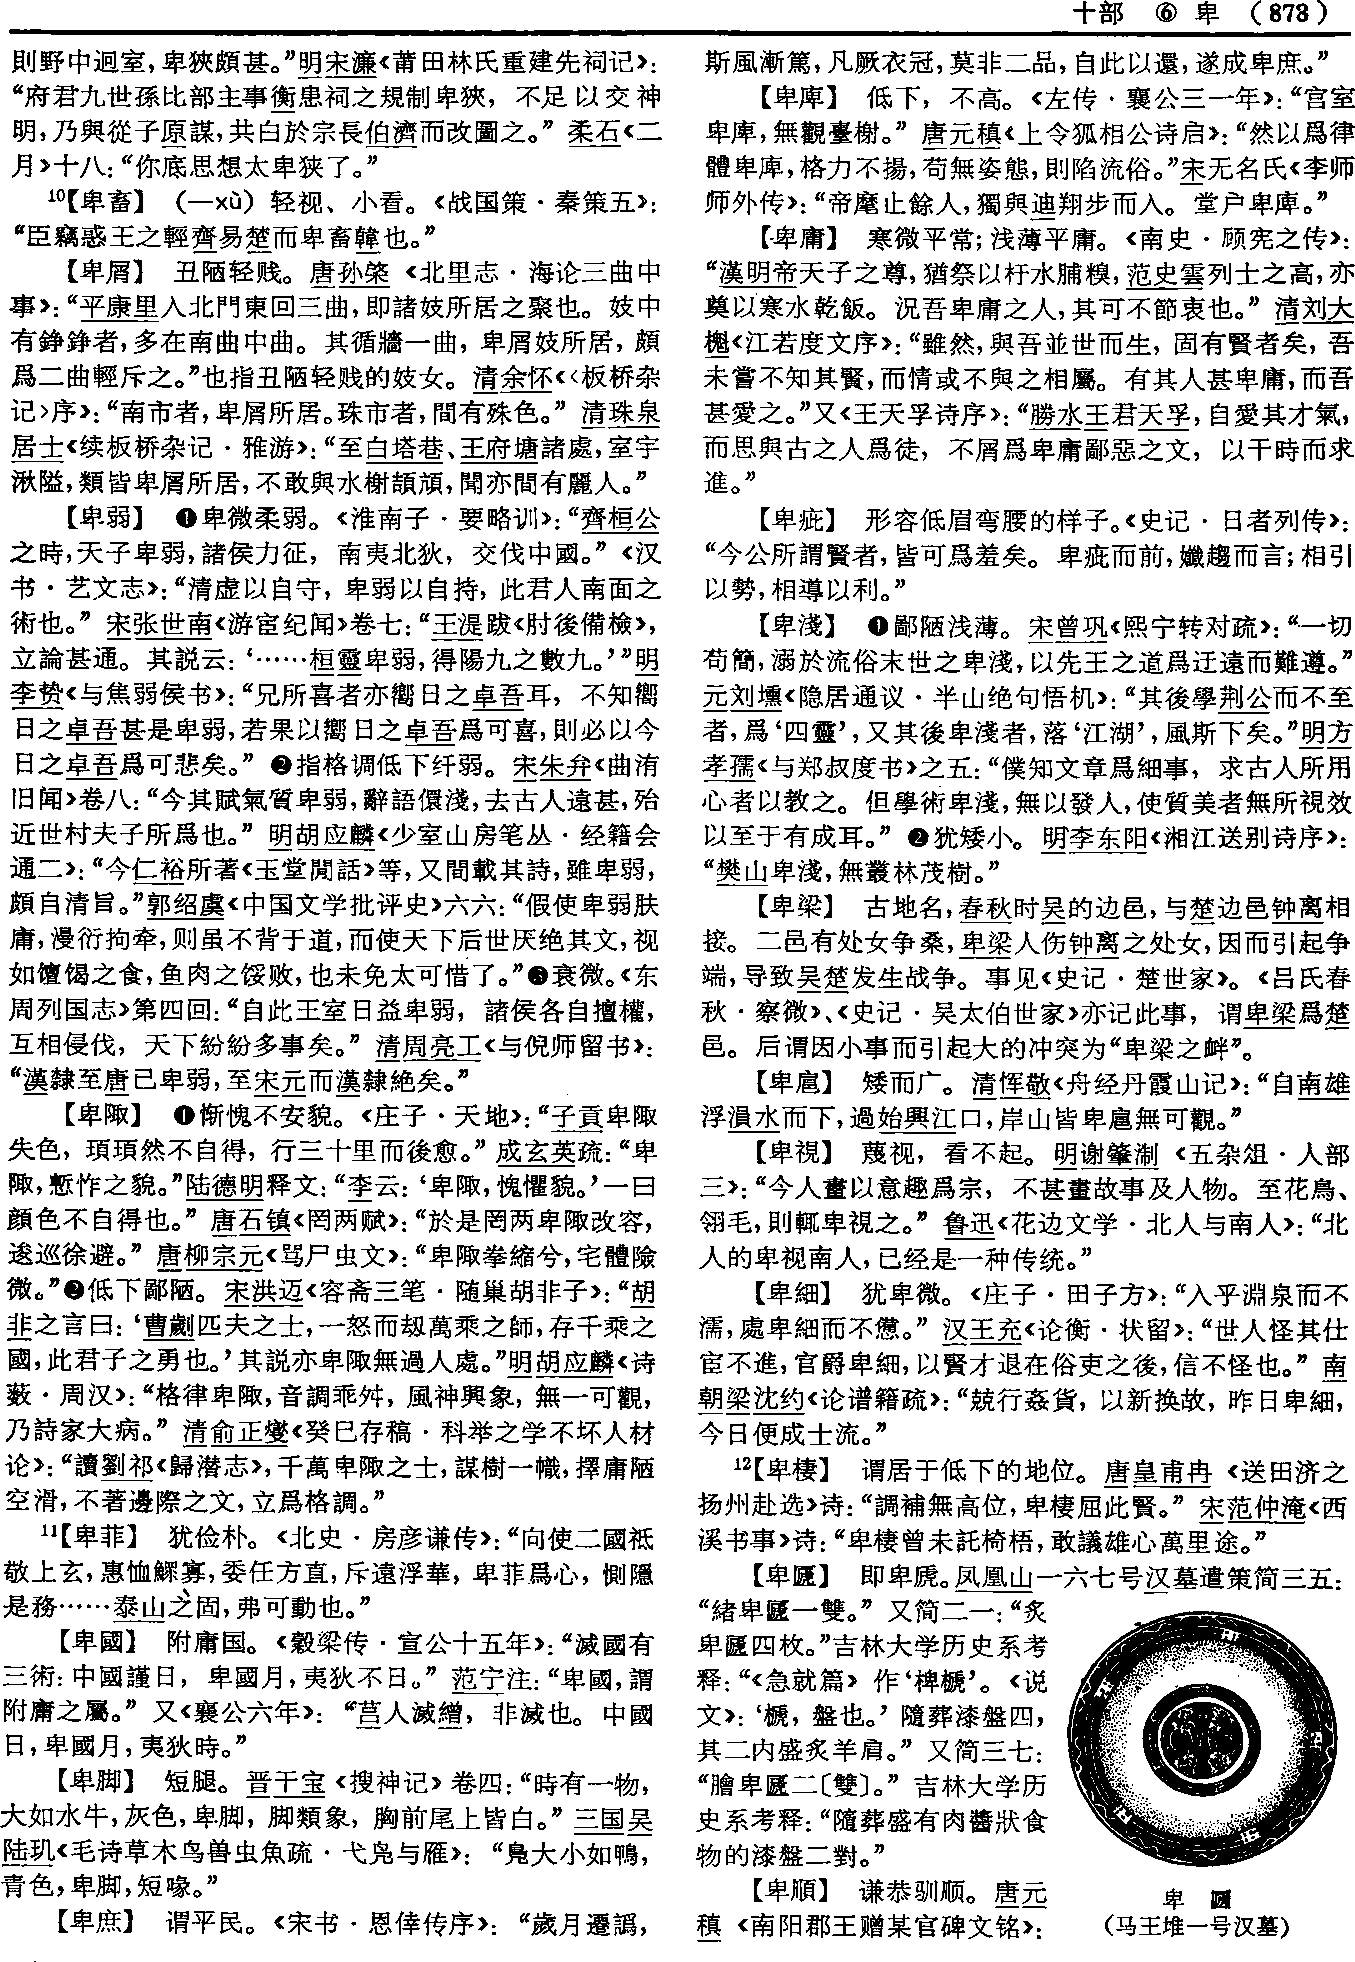 十部 ⑥ 卑 （873）
則野中迥室，卑狹頗甚。”明宋濂《莆田林氏重建先祠记》：
“府君九世孫比部主事衡患祠之規制卑狹，不足以交神
明，乃與從子原謀，共白於宗長伯濟而改圖之。”柔石《二
月》十八：“你底思想太卑狭了。”
¹⁰【卑畜】（—xù）轻视、小看。《战国策·秦策五》：
“臣竊惑王之輕齊易楚而卑畜韓也。”
【卑屑】 丑陋轻贱。唐孙棨《北里志·海论三曲中
事》：“平康里入北門東回三曲，即諸妓所居之聚也。妓中
有錚錚者，多在南曲中曲。其循牆一曲，卑屑妓所居，頗
爲二曲輕斥之。”也指丑陋轻贱的妓女。清余怀《〈板桥杂
记〉序》：“南市者，卑屑所居。珠市者，間有殊色。”清珠泉
居士《续板桥杂记·雅游》：“至白塔巷、王府塘諸處，室宇
湫隘，類皆卑屑所居，不敢與水榭頡頏，聞亦間有麗人。”
【卑弱】 ❶卑微柔弱。《淮南子·要略训》：“齊桓公
之時，天子卑弱，諸侯力征，南夷北狄，交伐中國。”《汉
书·艺文志》：“清虚以自守，卑弱以自持，此君人南面之
術也。”宋张世南《游宦纪闻》卷七：“王湜跋《肘後備檢》，
立論甚通。其説云：‘……桓靈卑弱，得陽九之數九。’”明
李贽《与焦弱侯书》：“兄所喜者亦嚮日之卓吾耳，不知嚮
日之卓吾甚是卑弱，若果以嚮日之卓吾爲可喜，則必以今
日之卓吾爲可悲矣。”❷指格调低下纤弱。宋朱弁《曲洧
旧闻》卷八：“今其賦氣質卑弱，辭語儇淺，去古人遠甚，殆
近世村夫子所爲也。”明胡应麟《少室山房笔丛·经籍会
通二》：“今仁裕所著《玉堂閒話》等，又間載其詩，雖卑弱，
頗自清旨。”郭绍虞《中国文学批评史》六六：“假使卑弱肤
庸，漫衍拘牵，则虽不背于道，而使天下后世厌绝其文，视
如饐饐之食，鱼肉之馁败，也未免太可惜了。”❸衰微。《东
周列国志》第四回：“自此王室日益卑弱，諸侯各自擅權，
互相侵伐，天下紛紛多事矣。”清周亮工《与倪师留书》：
“漢隸至唐已卑弱，至宋元而漢隸絶矣。”
【卑陬】 ❶惭愧不安貌。《庄子·天地》：“子貢卑陬
失色，頊頊然不自得，行三十里而後愈。”成玄英疏：“卑
陬，慙怍之貌。”陆德明释文：“李云：‘卑陬，愧懼貌。’一曰
顔色不自得也。”唐石镇《罔两赋》：“於是罔两卑陬改容，
逡巡徐避。”唐柳宗元《骂尸虫文》：“卑陬拳縮兮，宅體險
微。”❷低下鄙陋。宋洪迈《容斋三笔·随巢胡非子》：“胡
非之言曰：‘曹劌匹夫之士，一怒而刼萬乘之師，存千乘之
國，此君子之勇也。’其説亦卑陬無過人處。”明胡应麟《诗
薮·周汉》：“格律卑陬，音調乖舛，風神興象，無一可觀，
乃詩家大病。”清俞正燮《癸巳存稿·科举之学不坏人材
论》：“讀劉祁《歸潛志》，千萬卑陬之士，謀樹一幟，擇庸陋
空滑，不著邊際之文，立爲格調。”
¹¹【卑菲】 犹俭朴。《北史·房彦谦传》：“向使二國祇
敬上玄，惠恤鰥寡，委任方直，斥遠浮華，卑菲爲心，惻隱
是務……泰山之固，弗可動也。”
【卑國】 附庸国。《穀梁传·宣公十五年》：“滅國有
三術：中國謹日，卑國月，夷狄不日。”范宁注：“卑國，謂
附庸之屬。”又《襄公六年》：“莒人滅繒，非滅也。中國
日，卑國月，夷狄時。”
【卑脚】 短腿。晋干宝《搜神记》卷四：“時有一物，
大如水牛，灰色，卑脚，脚類象，胸前尾上皆白。”三国吴
陆玑《毛诗草木鸟兽虫魚疏·弋凫与雁》：“鳧大小如鴨，
青色，卑脚，短喙。”
【卑庶】 谓平民。《宋书·恩倖传序》：“歲月遷譌，
斯風漸篤，凡厥衣冠，莫非二品，自此以還，遂成卑庶。”
【卑庳】 低下，不高。《左传·襄公三一年》：“宫室
卑庳，無觀臺榭。”唐元稹《上令狐相公诗启》：“然以爲律
體卑庳，格力不揚，苟無姿態，則陷流俗。”宋无名氏《李师
师外传》：“帝麾止餘人，獨與迪翔步而入。堂户卑庳。”
【卑庸】 寒微平常；浅薄平庸。《南史·顾宪之传》：
“漢明帝天子之尊，猶祭以杅水脯糗，范史雲列士之高，亦
奠以寒水乾飯。況吾卑庸之人，其可不節衷也。”清刘大
櫆《江若度文序》：“雖然，與吾並世而生，固有賢者矣，吾
未嘗不知其賢，而情或不與之相屬。有其人甚卑庸，而吾
甚愛之。”又《王天孚诗序》：“勝水王君天孚，自愛其才氣，
而思與古之人爲徒，不屑爲卑庸鄙惡之文，以干時而求
進。”
【卑疵】 形容低眉弯腰的样子。《史记·日者列传》：
“今公所謂賢者，皆可爲羞矣。卑疵而前，孅趨而言；相引
以勢，相導以利。”
【卑淺】 ❶鄙陋浅薄。宋曾巩《熙宁转对疏》：“一切
苟簡，溺於流俗末世之卑淺，以先王之道爲迂遠而難遵。”
元刘壎《隐居通议·半山绝句悟机》：“其後學荆公而不至
者，爲‘四靈’，又其後卑淺者，落‘江湖’，風斯下矣。”明方
孝孺《与郑叔度书》之五：“僕知文章爲細事，求古人所用
心者以教之。但學術卑淺，無以發人，使質美者無所視效
以至于有成耳。”❷犹矮小。明李东阳《湘江送别诗序》：
“樊山卑淺，無叢林茂樹。”
【卑梁】 古地名，春秋时吴的边邑，与楚边邑钟离相
接。二邑有处女争桑，卑梁人伤钟离之处女，因而引起争
端，导致吴楚发生战争。事见《史记·楚世家》。《吕氏春
秋·察微》、《史记·吴太伯世家》亦记此事，谓卑梁爲楚
邑。后谓因小事而引起大的冲突为“卑梁之衅”。
【卑扈】 矮而广。清恽敬《舟经丹霞山记》：“自南雄
浮湞水而下，過始興江口，岸山皆卑扈無可觀。”
【卑視】 蔑视，看不起。明谢肇淛《五杂俎·人部
三》：“今人畫以意趣爲宗，不甚畫故事及人物。至花鳥、
翎毛，則輒卑視之。”鲁迅《花边文学·北人与南人》：“北
人的卑视南人，已经是一种传统。”
【卑細】 犹卑微。《庄子·田子方》：“入乎淵泉而不
濡，處卑細而不憊。”汉王充《论衡·状留》：“世人怪其仕
宦不進，官爵卑細，以賢才退在俗吏之後，信不怪也。”南
朝梁沈约《论谱籍疏》：“競行姦貨，以新换故，昨日卑細，
今日便成士流。”
¹²【卑棲】 谓居于低下的地位。唐皇甫冉《送田济之
扬州赴选》诗：“調補無高位，卑棲屈此賢。”宋范仲淹《西
溪书事》诗：“卑棲曾未託椅梧，敢議雄心萬里途。”
【卑匲】 即卑虒。凤凰山一六七号汉墓遣策简三五：
“緒卑匲一雙。”又简二一：“炙
卑匲四枚。”吉林大学历史系考
释：“《急就篇》作‘椑榹’。《说
文》：‘榹，盤也。’隨葬漆盤四，
其二内盛炙羊肩。”又简三七：
“膾卑匲二〔雙〕。”吉林大学历
史系考释：“隨葬盛有肉醬狀食
物的漆盤二對。”
【卑順】 谦恭驯顺。唐元
稹《南阳郡王赠某官碑文铭》：
卑 匲
（马王堆一号汉墓）